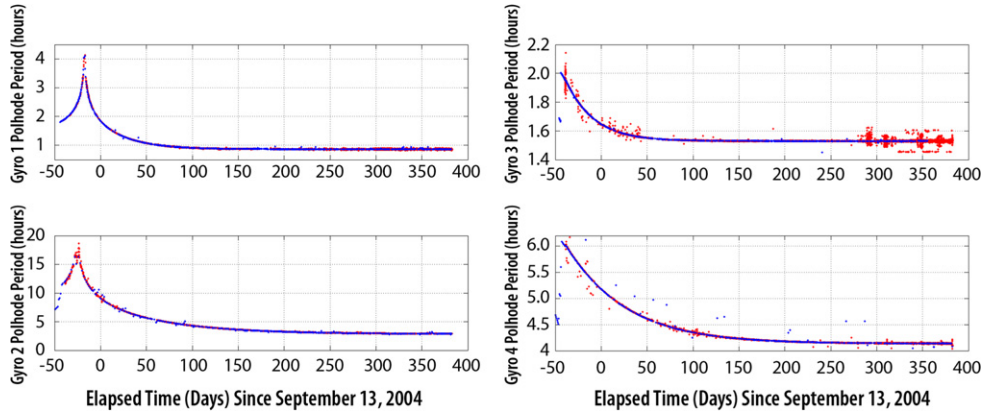 Gyro 1 Polhode Period (hours)
4
3
2
1
-50 0 50 100 150 200 250 300 350 400
Gyro 3 Polhode Period (hours)
2.2
2.0
1.8
1.6
1.4
-50 0 50 100 150 200 250 300 350 400
Gyro 2 Polhode Period (hours)
20
15
10
5
0
-50 0 50 100 150 200 250 300 350 400
Elapsed Time (Days) Since September 13, 2004
Gyro 4 Polhode Period (hours)
6.0
5.5
5.0
4.5
4
-50 0 50 100 150 200 250 300 350 400
Elapsed Time (Days) Since September 13, 2004